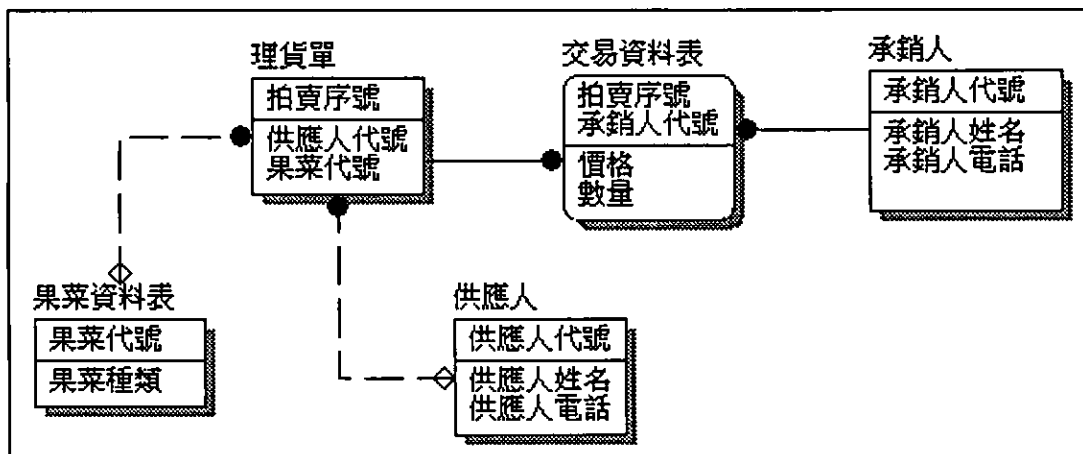 理貨單
拍賣序號
供應人代號
果菜代號
交易資料表
拍賣序號
承銷人代號
價格
數量
承銷人
承銷人代號
承銷人姓名
承銷人電話
果菜資料表
果菜代號
果菜種類
供應人
供應人代號
供應人姓名
供應人電話